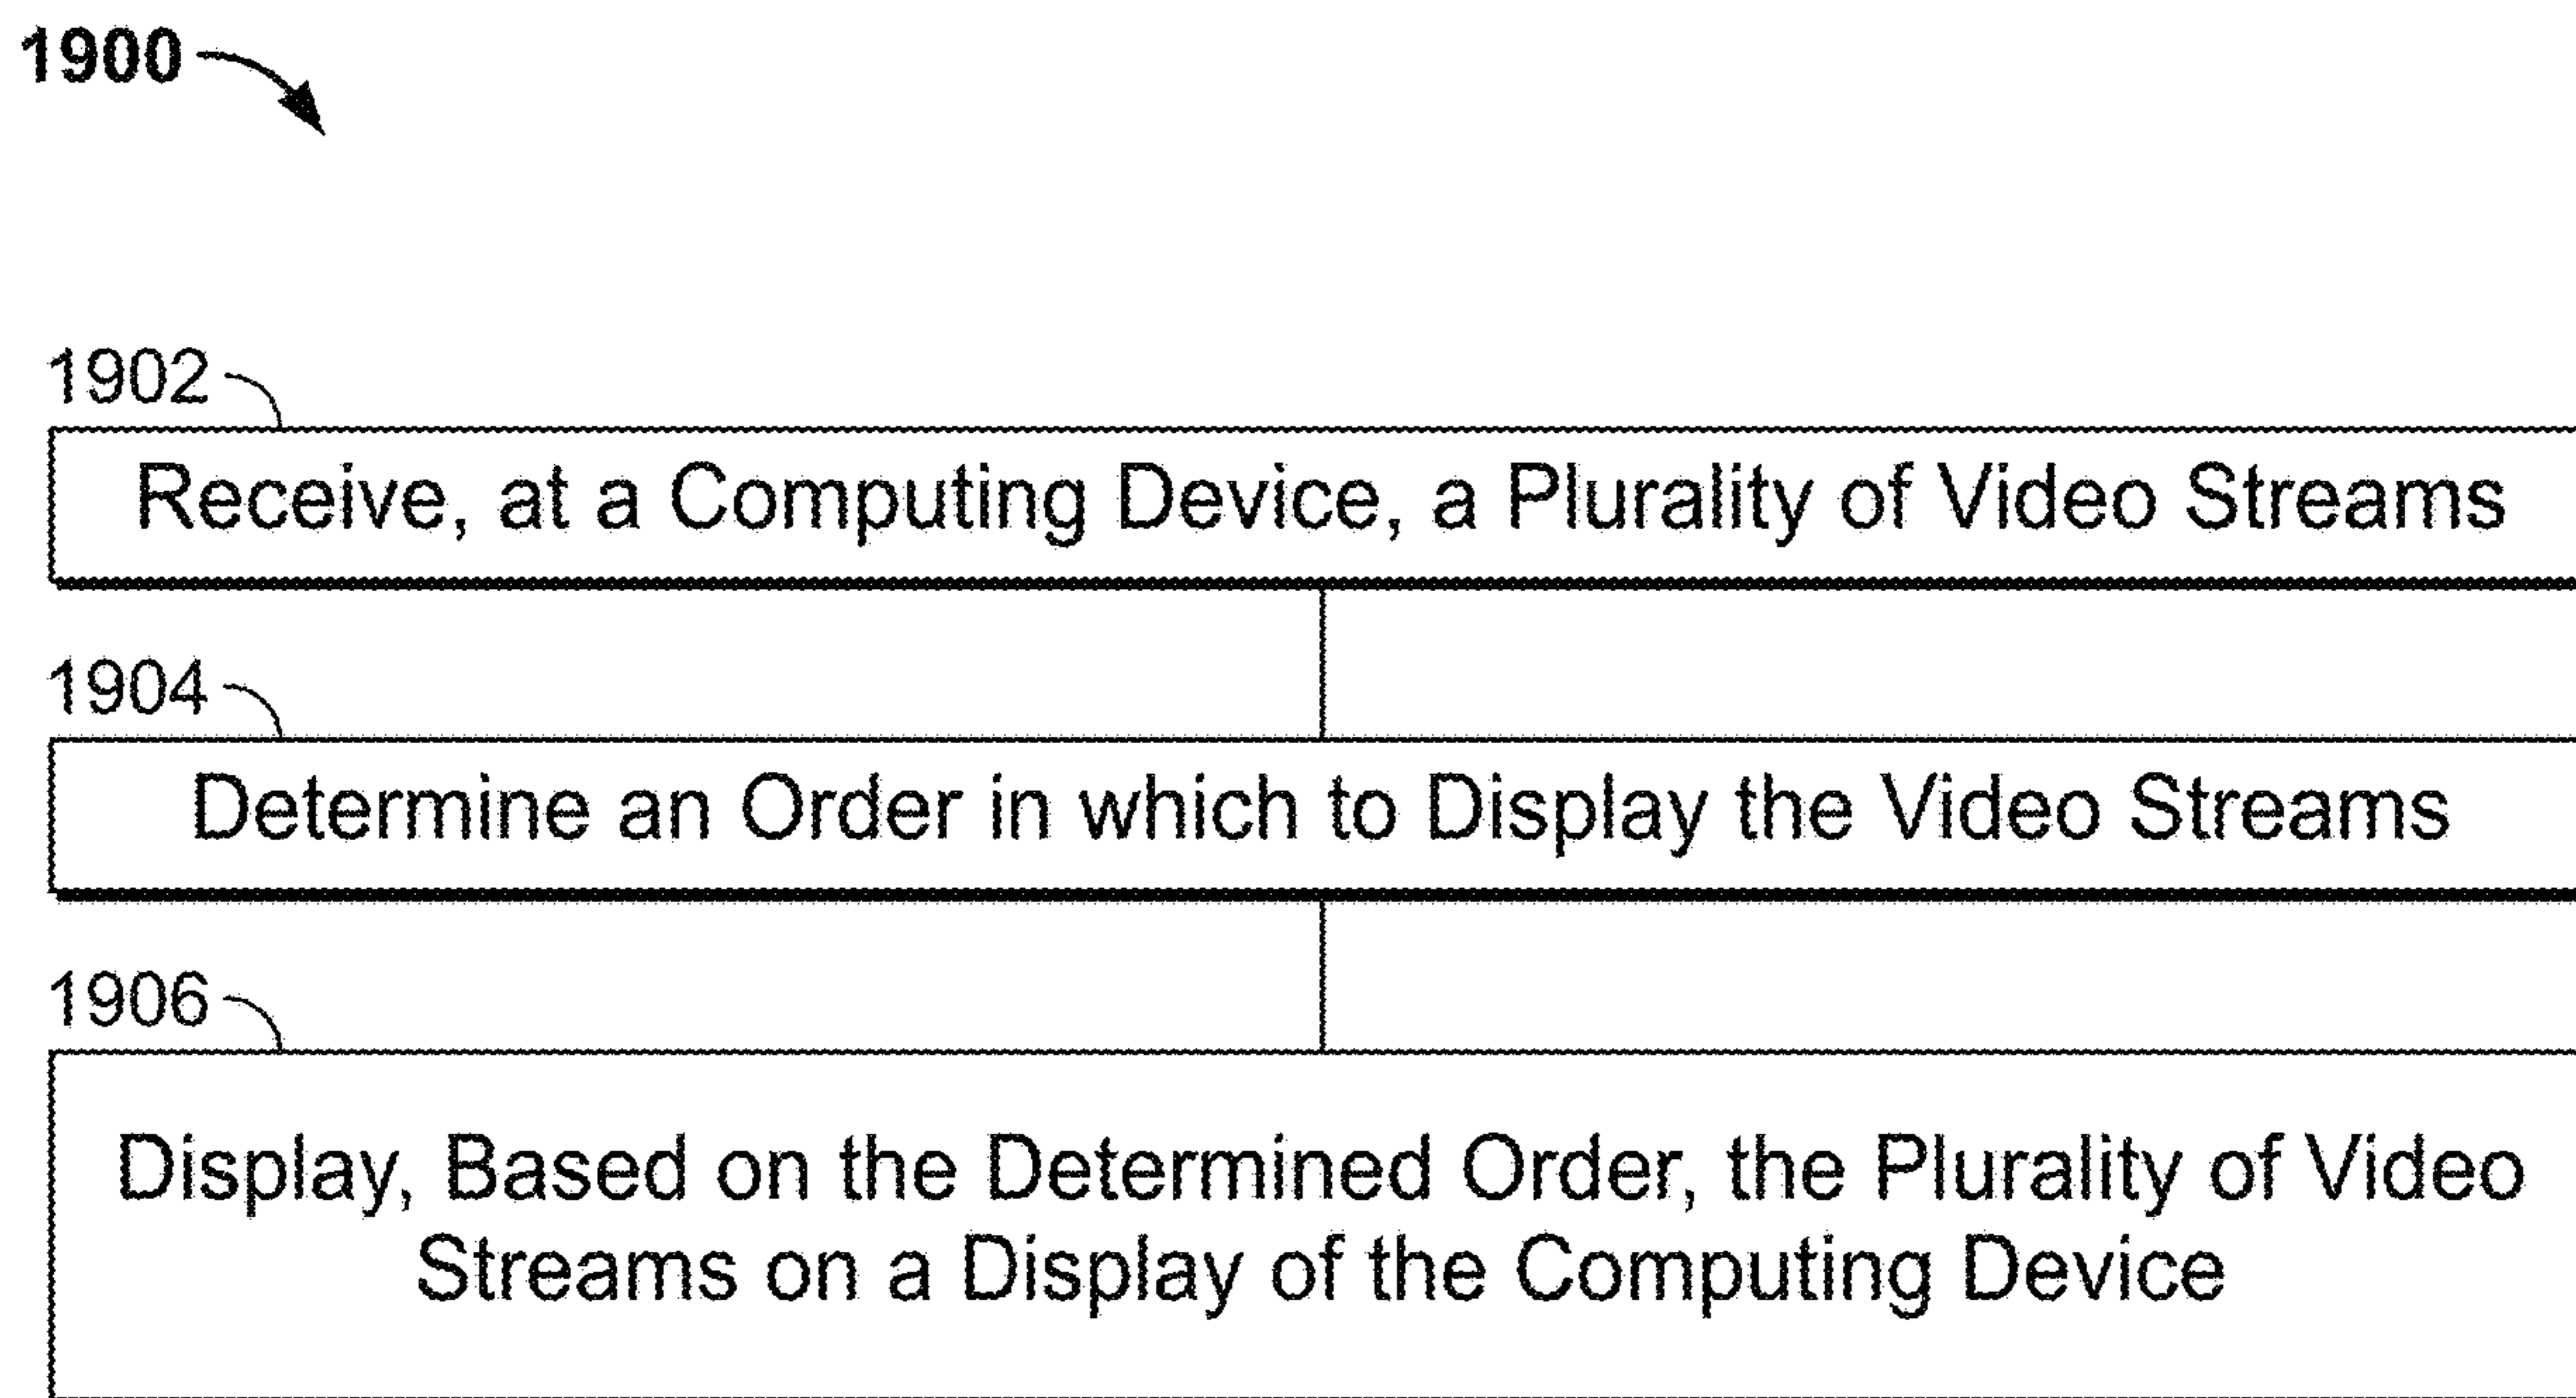 1900
1902
Receive, at a Computing Device, a Plurality of Video Streams
1904
Determine an Order in which to Display the Video Streams
1906
Display, Based on the Determined Order, the Plurality of Video
Streams on a Display of the Computing Device